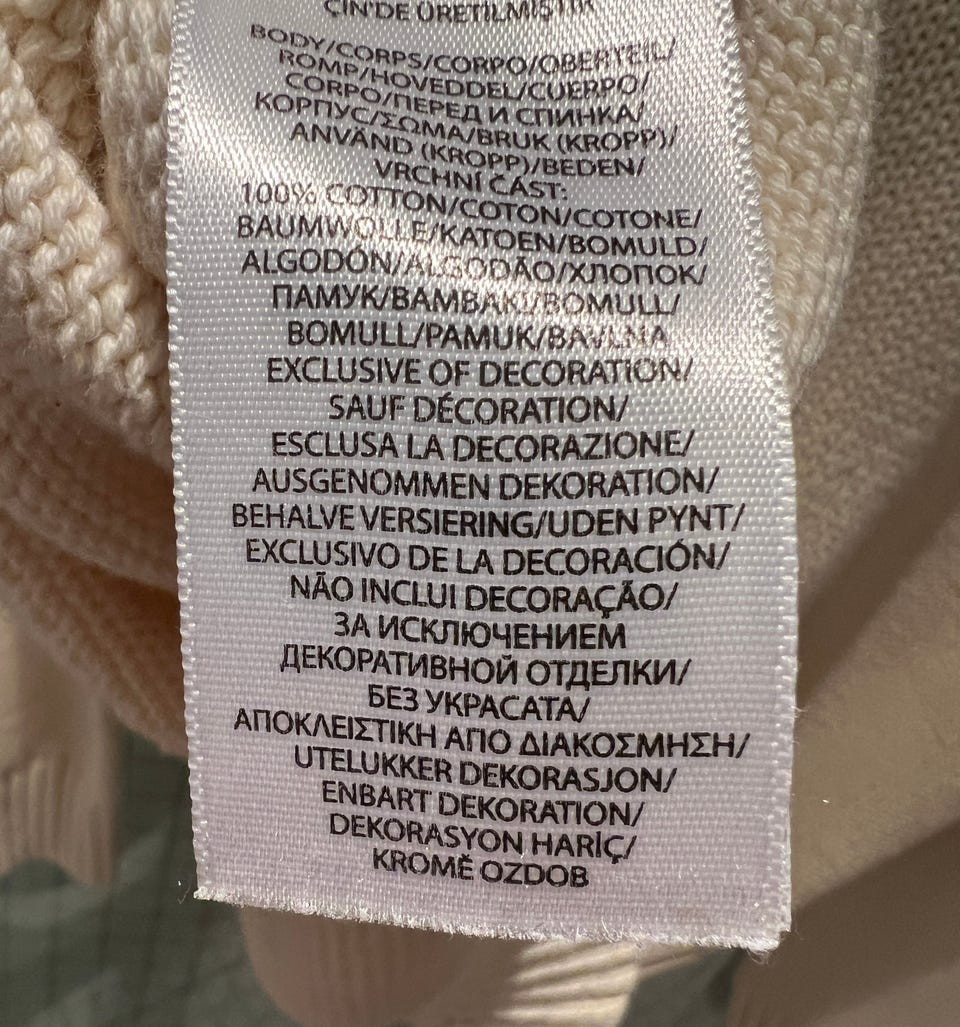 ÇİN'DE ÜRETİLMİŞTİR
BODY/CORPS/CORPO/OBERTEIL/
ROMP/HOVEDDEL/CUERPO/
CORPO/ПЕРЕД И СПИНКА/
КОРПУС/ΣΩΜΑ/BRUK (KROPP)/
ANVÄND (KROPP)/BEDEN/
VRCHNÍ ČÁST:
100% COTTON/COTON/COTONE/
BAUMWOLLE/KATOEN/BOMULD/
ALGODÓN/ALGODÃO/ХЛОПОК/
ПАМУК/ΒΑΜΒΑΚΙ/BOMULL/
BOMULL/PAMUK/BAVLNA
EXCLUSIVE OF DECORATION/
SAUF DÉCORATION/
ESCLUSA LA DECORAZIONE/
AUSGENOMMEN DEKORATION/
BEHALVE VERSIERING/UDEN PYNT/
EXCLUSIVO DE LA DECORACIÓN/
NÃO INCLUI DECORAÇÃO/
ЗА ИСКЛЮЧЕНИЕМ
ДЕКОРАТИВНОЙ ОТДЕЛКИ/
БЕЗ УКРАСАТА/
ΑΠΟΚΛΕΙΣΤΙΚΗ ΑΠΟ ΔΙΑΚΟΣΜΗΣΗ/
UTELUKKER DEKORASJON/
ENBART DEKORATION/
DEKORASYON HARİÇ/
KROMĚ OZDOB